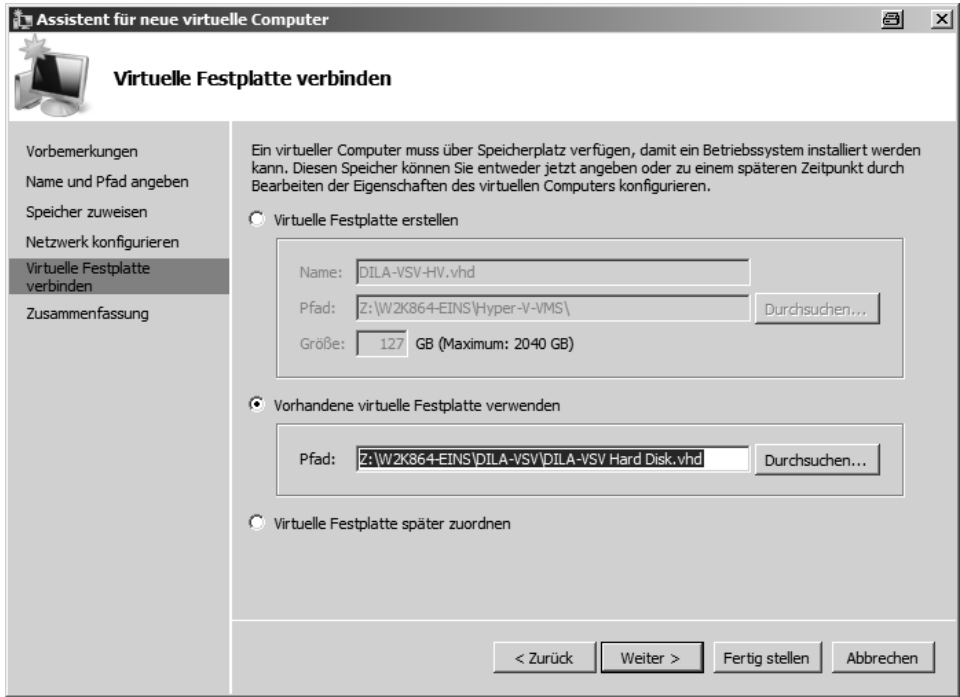 Assistent für neue virtuelle Computer
Virtuelle Festplatte verbinden
Vorbemerkungen
Name und Pfad angeben
Speicher zuweisen
Netzwerk konfigurieren
Virtuelle Festplatte
verbinden
Zusammenfassung
Ein virtueller Computer muss über Speicherplatz verfügen, damit ein Betriebssystem installiert werden
kann. Diesen Speicher können Sie entweder jetzt angeben oder zu einem späteren Zeitpunkt durch
Bearbeiten der Eigenschaften des virtuellen Computers konfigurieren.
Virtuelle Festplatte erstellen
Name: DILA-VSV-HV.vhd
Pfad: Z:\W2K864-EINS\Hyper-V-VMS\ Durchsuchen...
Größe: 127 GB (Maximum: 2040 GB)
Vorhandene virtuelle Festplatte verwenden
Pfad: Z:\W2K864-EINS\DILA-VSV\DILA-VSV Hard Disk.vhd Durchsuchen...
Virtuelle Festplatte später zuordnen
< Zurück Weiter > Fertig stellen Abbrechen